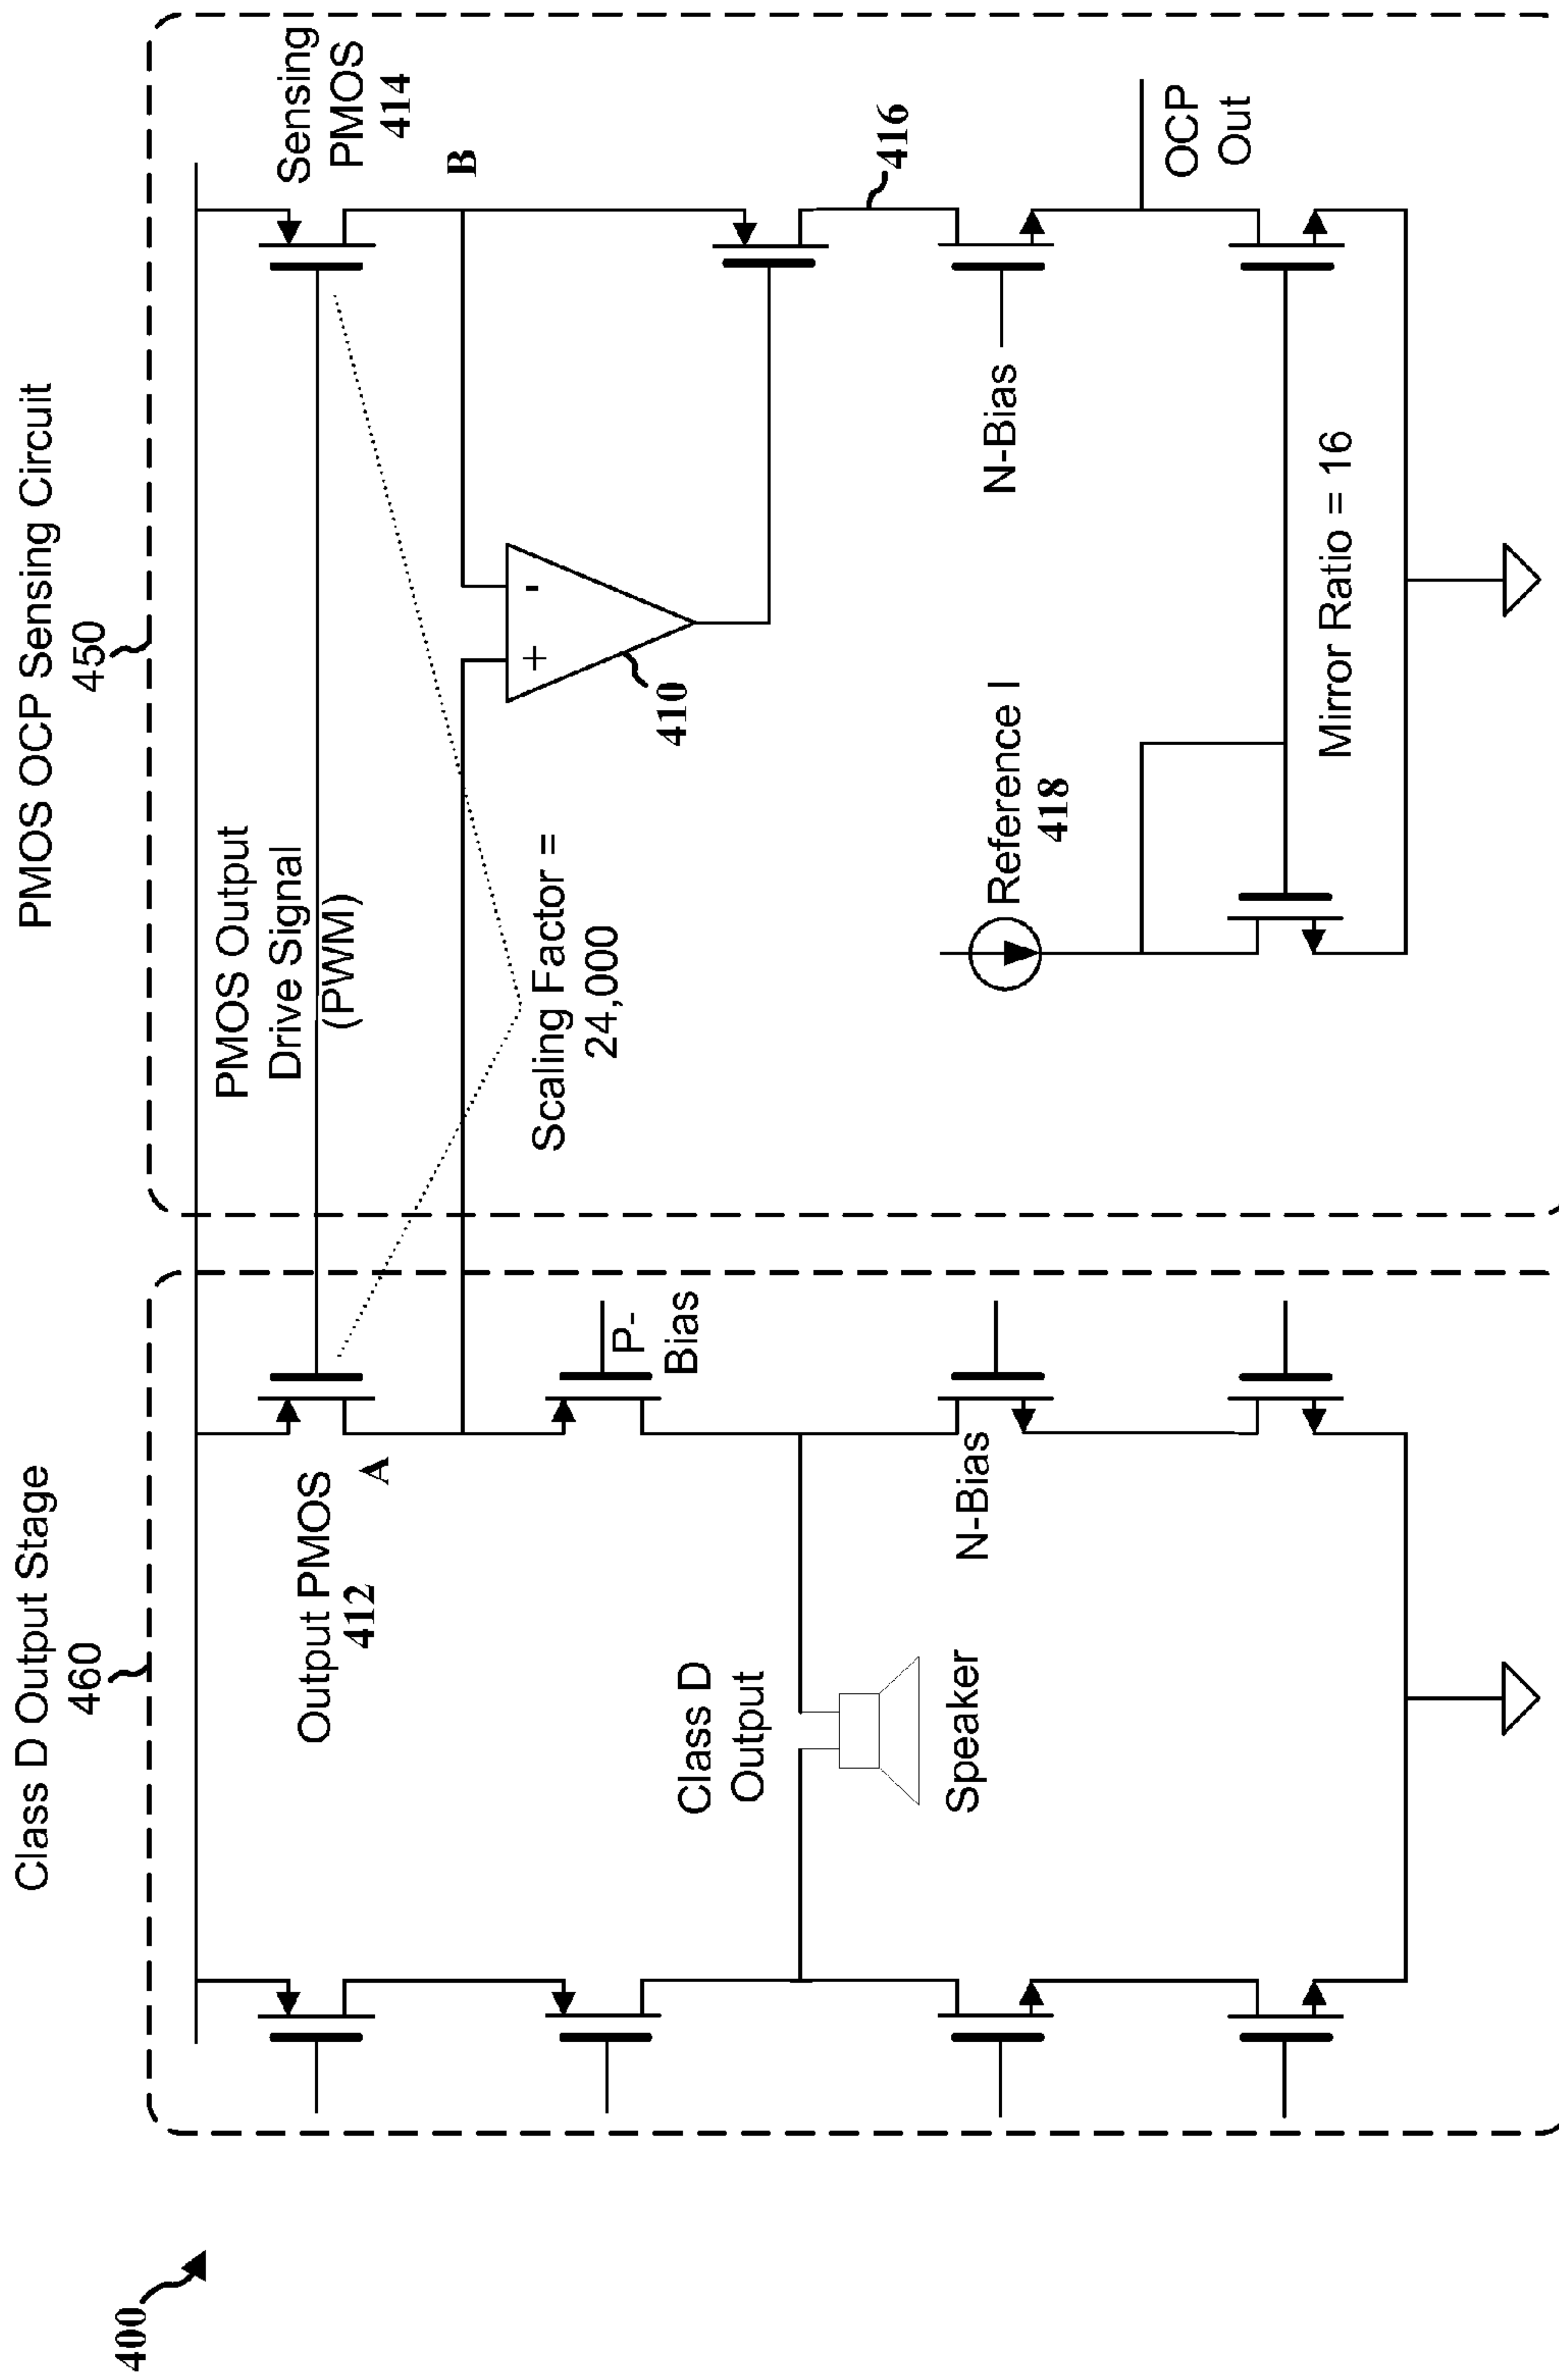 400
Class D Output Stage
460
PMOS OCP Sensing Circuit
450
Output PMOS
412
A
PMOS Output
Drive Signal
(PWM)
Sensing
PMOS
414
B
Scaling Factor =
24,000
P-
Bias
+
-
410
Class D
Output
Speaker
N-Bias
Reference I
418
N-Bias
416
OCP
Out
Mirror Ratio = 16